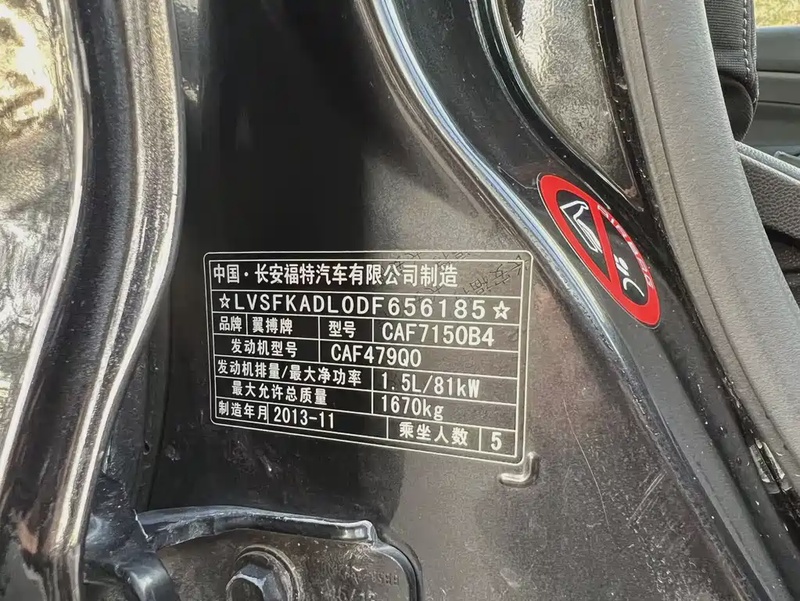 中国·长安福特汽车有限公司制造
☆LVSFKADL0DF656185☆
品牌 翼搏牌 型号 CAF7150B4
发动机型号 CAF479Q0
发动机排量/最大净功率 1.5L/81kW
最大允许总质量 1670kg
制造年月 2013-11 乘坐人数 5